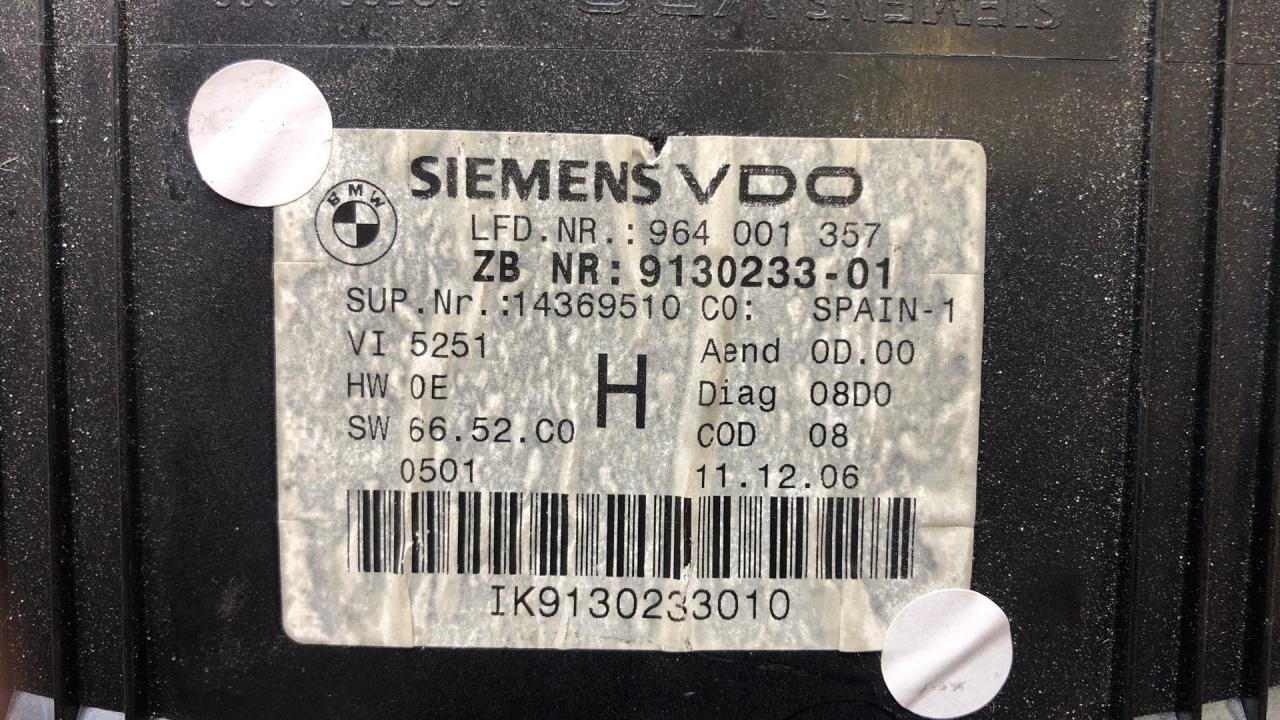 SIEMENS VDO
BMW
SIEMENS VDO
LFD.NR.:964 001 357
ZB NR:9130233-01
SUP.Nr.:14369510 CO: SPAIN-1
VI 5251
Aend 0D.00
HW 0E
H
Diag 08D0
SW 66.52.C0
COD 08
0501
11.12.06
IK9130233010